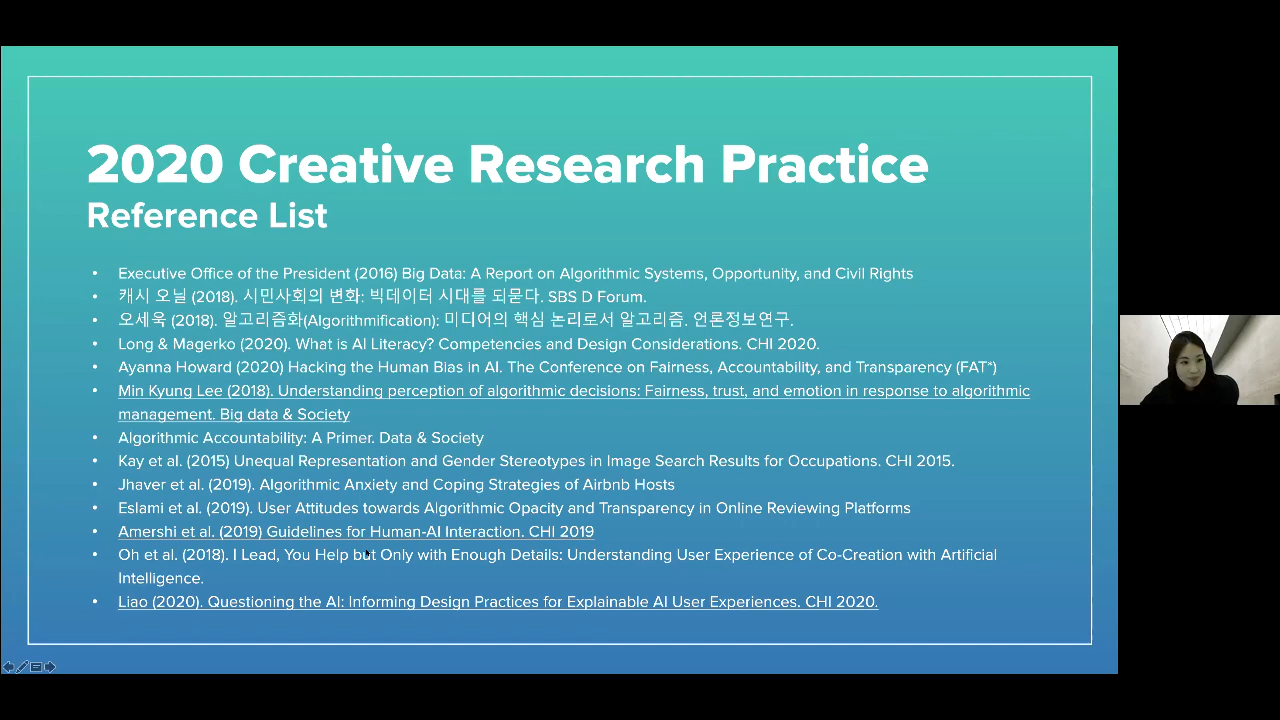 2020 Creative Research Practice
Reference List
• Executive Office of the President (2016) Big Data: A Report on Algorithmic Systems, Opportunity, and Civil Rights
• 캐시 오닐 (2018). 시민사회의 변화: 빅데이터 시대를 되묻다. SBS D Forum.
• 오세욱 (2018). 알고리즘화(Algorithmification): 미디어의 핵심 논리로서 알고리즘. 언론정보연구.
• Long & Magerko (2020). What is AI Literacy? Competencies and Design Considerations. CHI 2020.
• Ayanna Howard (2020) Hacking the Human Bias in AI. The Conference on Fairness, Accountability, and Transparency (FAT*)
• Min Kyung Lee (2018). Understanding perception of algorithmic decisions: Fairness, trust, and emotion in response to algorithmic
management. Big data & Society
• Algorithmic Accountability: A Primer. Data & Society
• Kay et al. (2015) Unequal Representation and Gender Stereotypes in Image Search Results for Occupations. CHI 2015.
• Jhaver et al. (2019). Algorithmic Anxiety and Coping Strategies of Airbnb Hosts
• Eslami et al. (2019). User Attitudes towards Algorithmic Opacity and Transparency in Online Reviewing Platforms
• Amershi et al. (2019) Guidelines for Human-AI Interaction. CHI 2019
• Oh et al. (2018). I Lead, You Help but Only with Enough Details: Understanding User Experience of Co-Creation with Artificial
Intelligence.
• Liao (2020). Questioning the AI: Informing Design Practices for Explainable AI User Experiences. CHI 2020.